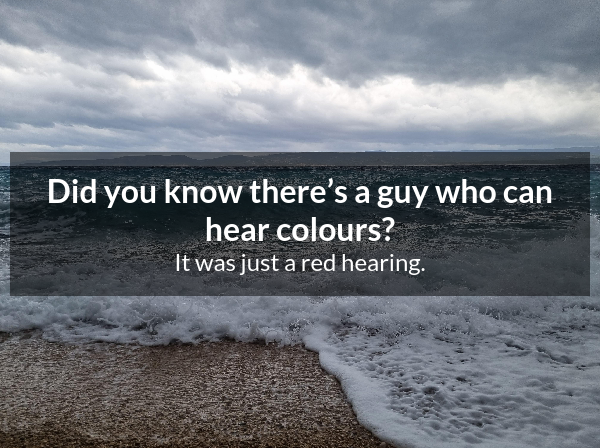 Did you know there’s a guy who can
hear colours?
It was just a red hearing.